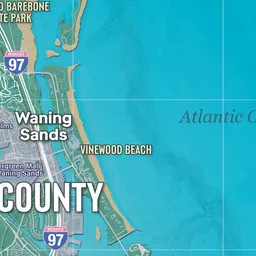 O BAREBONE
TE PARK
97
Waning
Sands
Atlantic O
VINEWOOD BEACH
ergreen Mall
Waning Sands
COUNTY
97